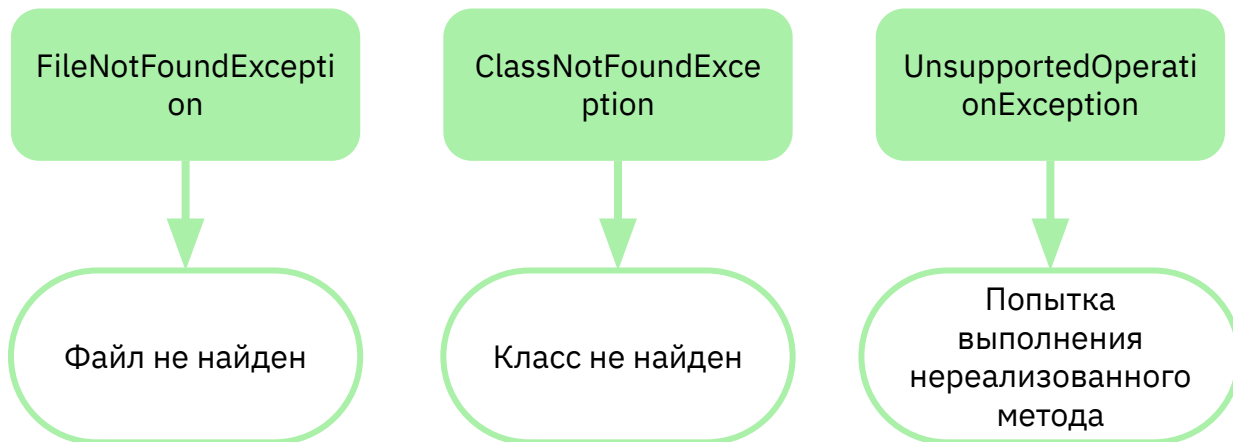 FileNotFoundExcepti
on
ClassNotFoundExce
ption
UnsupportedOperati
onException
Файл не найден
Класс не найден
Попытка
выполнения
нереализованного
метода